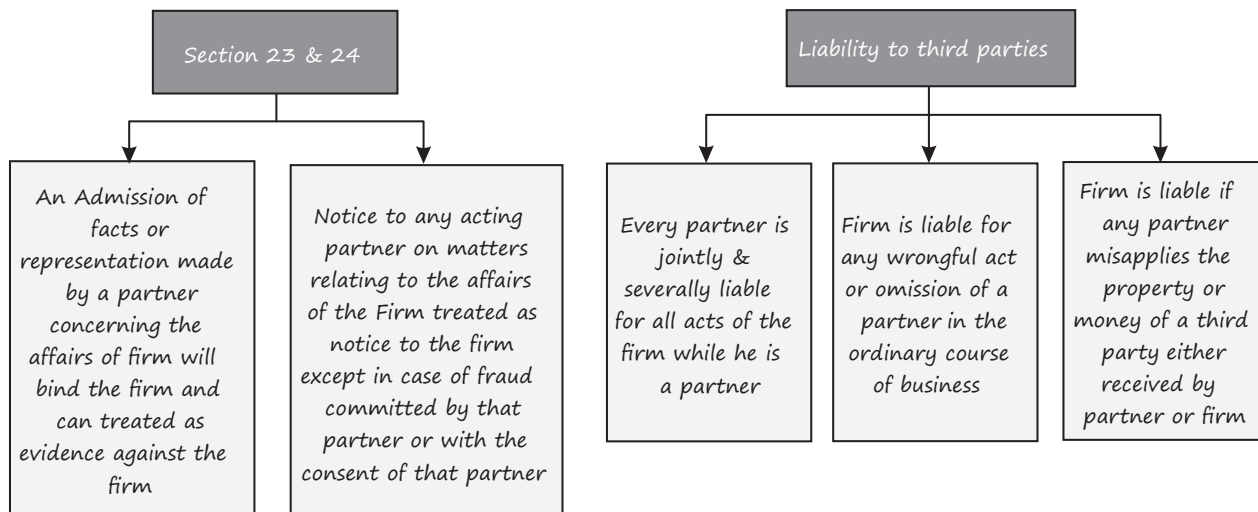 Section 23 & 24
An Admission of
facts or
representation made
by a partner
concerning the
affairs of firm will
bind the firm and
can treated as
evidence against the
firm
Notice to any acting
partner on matters
relating to the affairs
of the Firm treated as
notice to the firm
except in case of fraud
committed by that
partner or with the
consent of that partner
Liability to third parties
Every partner is
jointly &
severally liable
for all acts of the
firm while he is
a partner
Firm is liable for
any wrongful act
or omission of a
partner in the
ordinary course
of business
Firm is liable if
any partner
misapplies the
property or
money of a third
party either
received by
partner or firm